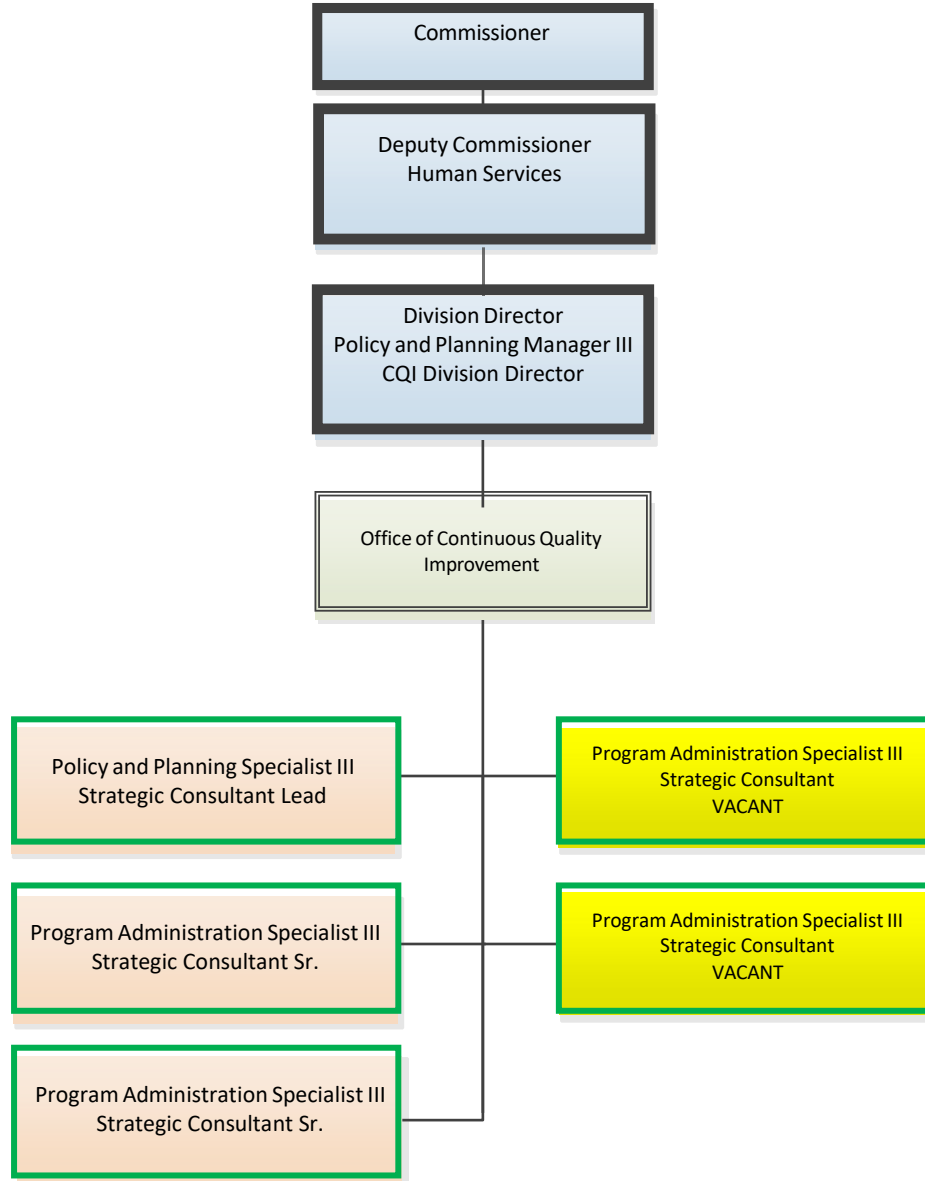 Commissioner
Deputy Commissioner
Human Services
Division Director
Policy and Planning Manager III
CQI Division Director
Office of Continuous Quality
Improvement
Policy and Planning Specialist III
Strategic Consultant Lead
Program Administration Specialist III
Strategic Consultant
VACANT
Program Administration Specialist III
Strategic Consultant Sr.
Program Administration Specialist III
Strategic Consultant
VACANT
Program Administration Specialist III
Strategic Consultant Sr.